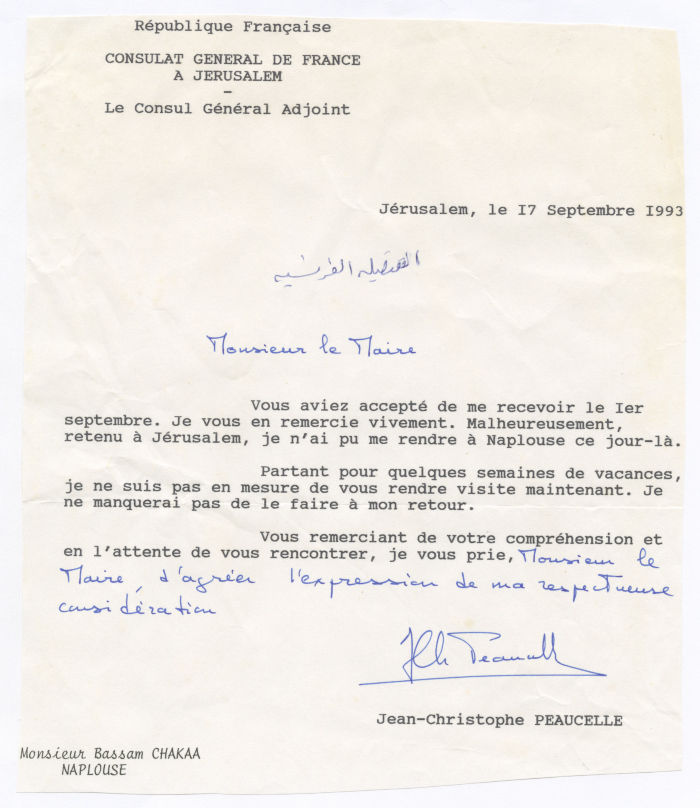 République Française
CONSULAT GENERAL DE FRANCE
A JERUSALEM
–
Le Consul Général Adjoint
Jérusalem, le I7 Septembre I993
القنصليه الفرنسيه
Monsieur le Maire
Vous aviez accepté de me recevoir le Ier
septembre. Je vous en remercie vivement. Malheureusement,
retenu à Jérusalem, je n'ai pu me rendre à Naplouse ce jour-là.
Partant pour quelques semaines de vacances,
je ne suis pas en mesure de vous rendre visite maintenant. Je
ne manquerai pas de le faire à mon retour.
Vous remerciant de votre compréhension et
en l'attente de vous rencontrer, je vous prie, Monsieur le
Maire, d'agréer l'expression de ma respectueuse
considération
JCh Peaucelle
Jean-Christophe PEAUCELLE
Monsieur Bassam CHAKAA
NAPLOUSE